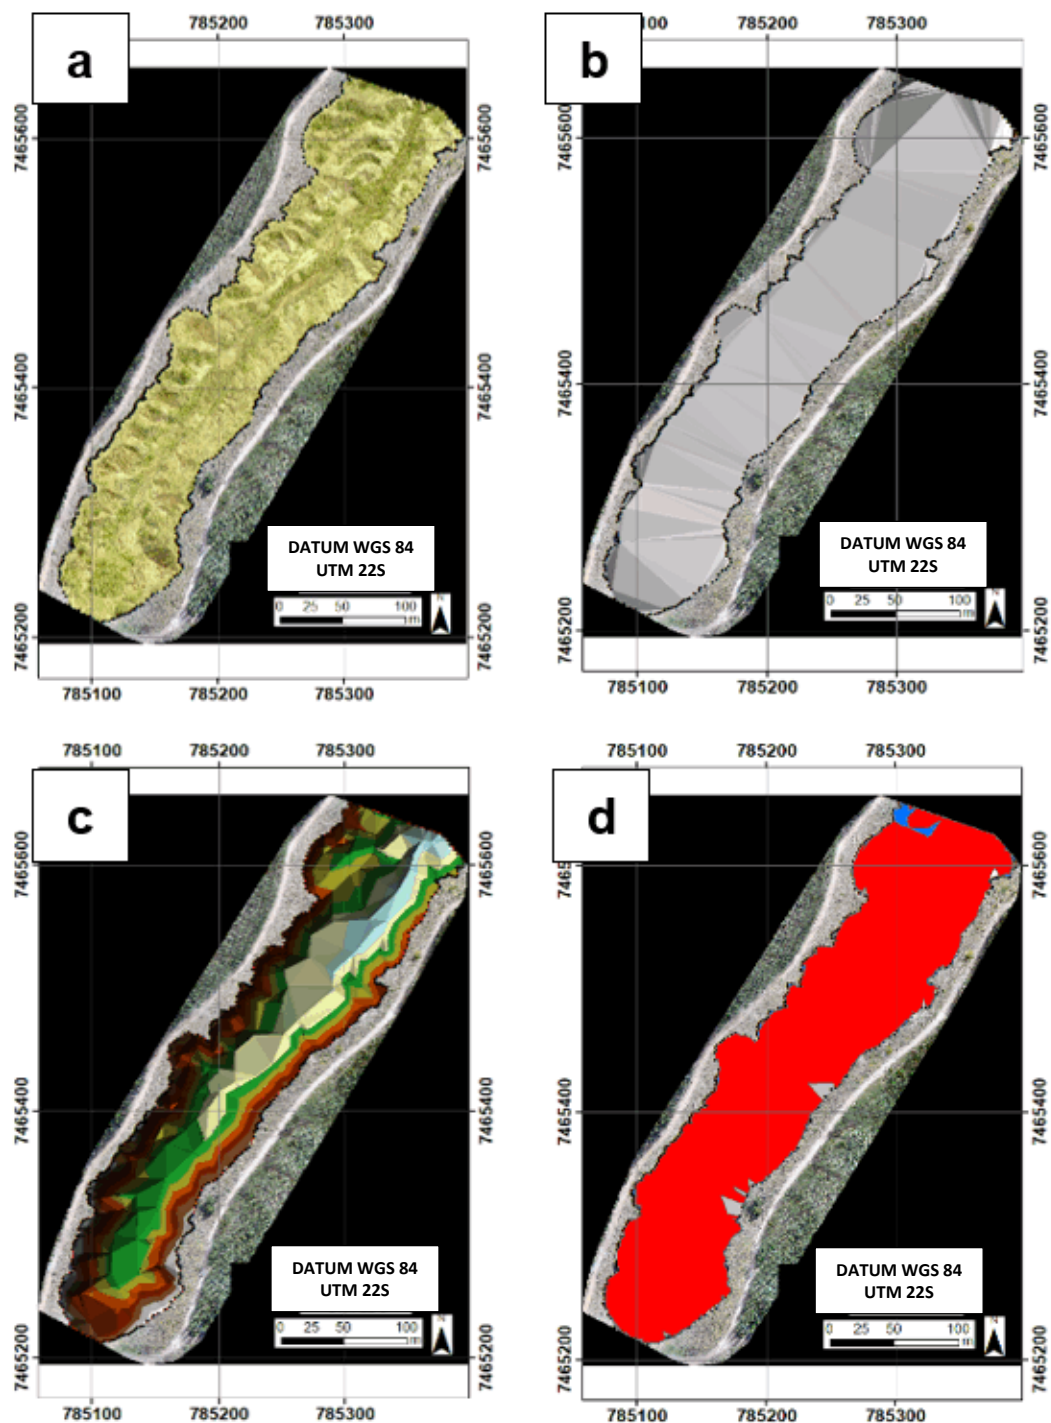 785200 785300
a
7465600 7465600
7465400 7465400
7465200 7465200
DATUM WGS 84
UTM 22S
0 25 50 100
m
N
785100 785200 785300
100 785200 785300
b
7465600 7465600
7465400 7465400
7465200 7465200
DATUM WGS 84
UTM 22S
0 25 50 100
m
N
785100 785200 785300
785100 785200 785300
c
7465600 7465600
7465400 7465400
7465200 7465200
DATUM WGS 84
UTM 22S
0 25 50 100
m
N
785100 785200 785300
785100 785200 785300
d
74656 7465600
7465400 7465400
7465200 7465200
DATUM WGS 84
UTM 22S
0 25 50 100
m
N
785100 785200 785300